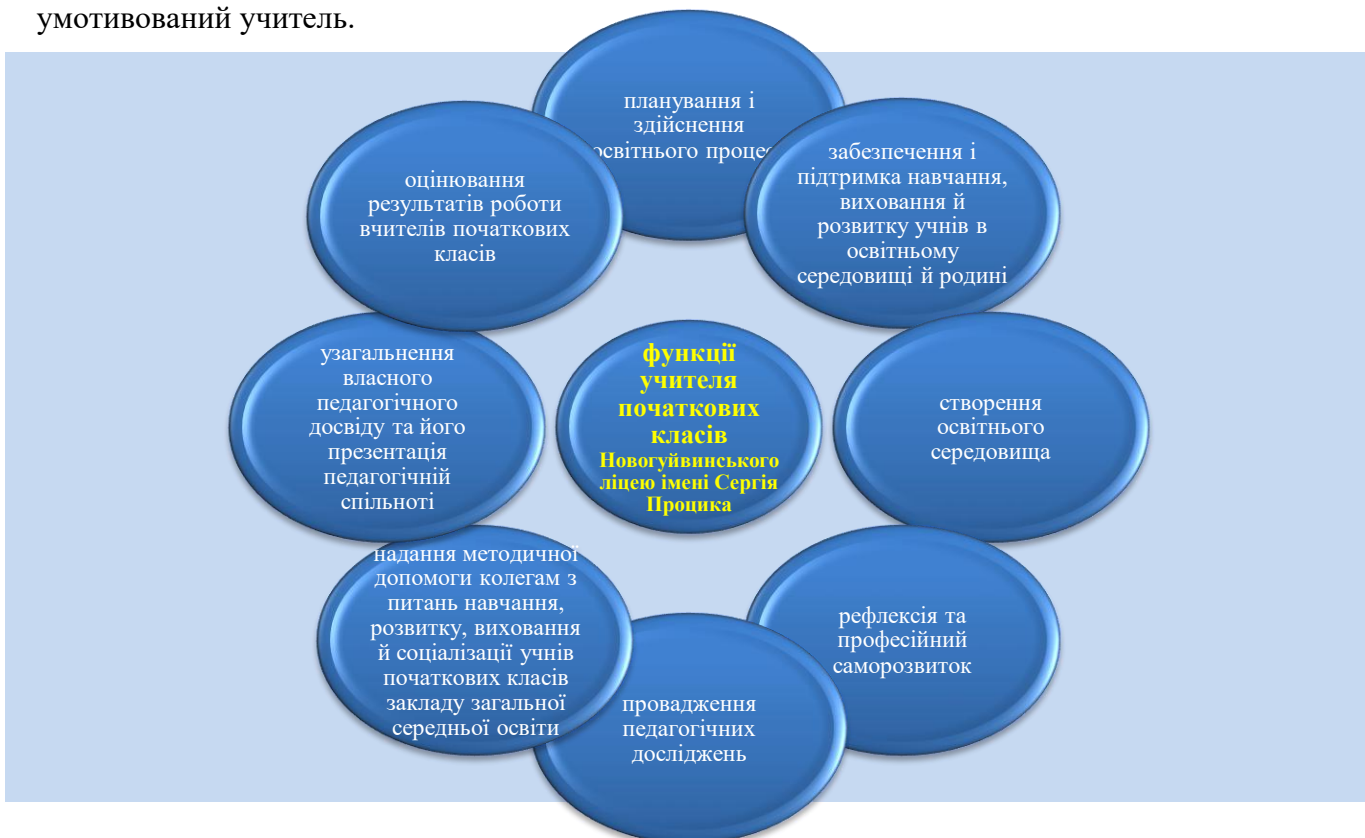 умотивований учитель.
планування і
здійснення
освітнього процес
забезпечення і
підтримка навчання,
виховання й
розвитку учнів в
освітньому
середовищі й родині
створення
освітнього
середовища
рефлексія та
професійний
саморозвиток
провадження
педагогічних
досліджень
надання методичної
допомоги колегам з
питань навчання,
розвитку, виховання
й соціалізації учнів
початкових класів
закладу загальної
середньої освіти
узагальнення
власного
педагогічного
досвіду та його
презентація
педагогічній
спільноті
оцінювання
результатів роботи
вчителів початкових
класів
функції
учителя
початкових
класів
Новогуйвинського
ліцею імені Сергія
Процика